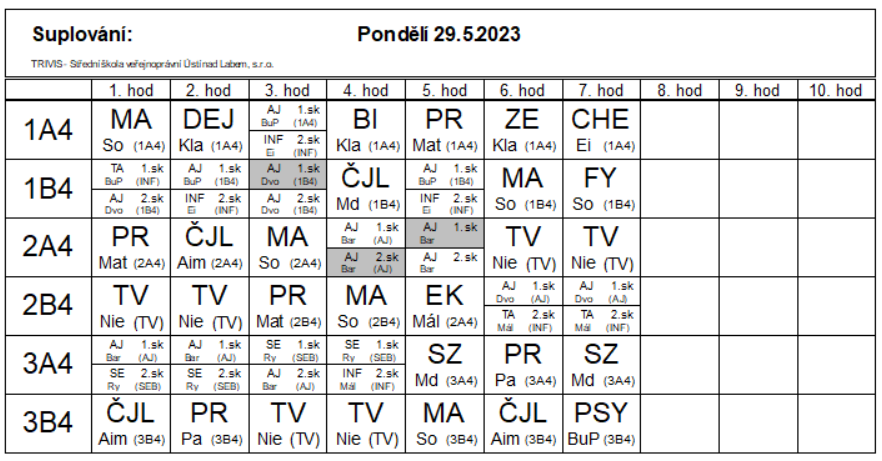 Suplování: Pondělí 29.5.2023
TRIVIS - Střední škola veřejnoprávní Ústí nad Labem, s.r.o.
1. hod 2. hod 3. hod 4. hod 5. hod 6. hod 7. hod 8. hod 9. hod 10. hod
1A4
MA
So (1A4)
DEJ
Kla (1A4)
AJ 1.sk
BuP (1A4)
INF 2.sk
Ei (INF)
BI
Kla (1A4)
PR
Mat (1A4)
ZE
Kla (1A4)
CHE
Ei (1A4)
1B4
TA 1.sk
BuP (INF)
AJ 2.sk
Dvo (1B4)
AJ 1.sk
BuP (1B4)
INF 2.sk
Ei (INF)
AJ 1.sk
Dvo (1B4)
AJ 2.sk
Dvo (1B4)
ČJL
Md (1B4)
AJ 1.sk
BuP (1B4)
INF 2.sk
Ei (INF)
MA
So (1B4)
FY
So (1B4)
2A4
PR
Mat (2A4)
ČJL
Aim (2A4)
MA
So (2A4)
AJ 1.sk
Bar (AJ)
AJ 2.sk
Bar (AJ)
AJ 1.sk
Bar
AJ 2.sk
Bar
TV
Nie (TV)
TV
Nie (TV)
2B4
TV
Nie (TV)
TV
Nie (TV)
PR
Mat (2B4)
MA
So (2B4)
EK
Mál (2A4)
AJ 1.sk
Dvo (AJ)
TA 2.sk
Mál (INF)
AJ 1.sk
Dvo (AJ)
TA 2.sk
Mál (INF)
3A4
AJ 1.sk
Bar (AJ)
SE 2.sk
Ry (SEB)
AJ 1.sk
Bar (AJ)
SE 2.sk
Ry (SEB)
SE 1.sk
Ry (SEB)
AJ 2.sk
Bar (AJ)
SE 1.sk
Ry (SEB)
INF 2.sk
Mál (INF)
SZ
Md (3A4)
PR
Pa (3A4)
SZ
Md (3A4)
3B4
ČJL
Aim (3B4)
PR
Pa (3B4)
TV
Nie (TV)
TV
Nie (TV)
MA
So (3B4)
ČJL
Aim (3B4)
PSY
BuP (3B4)